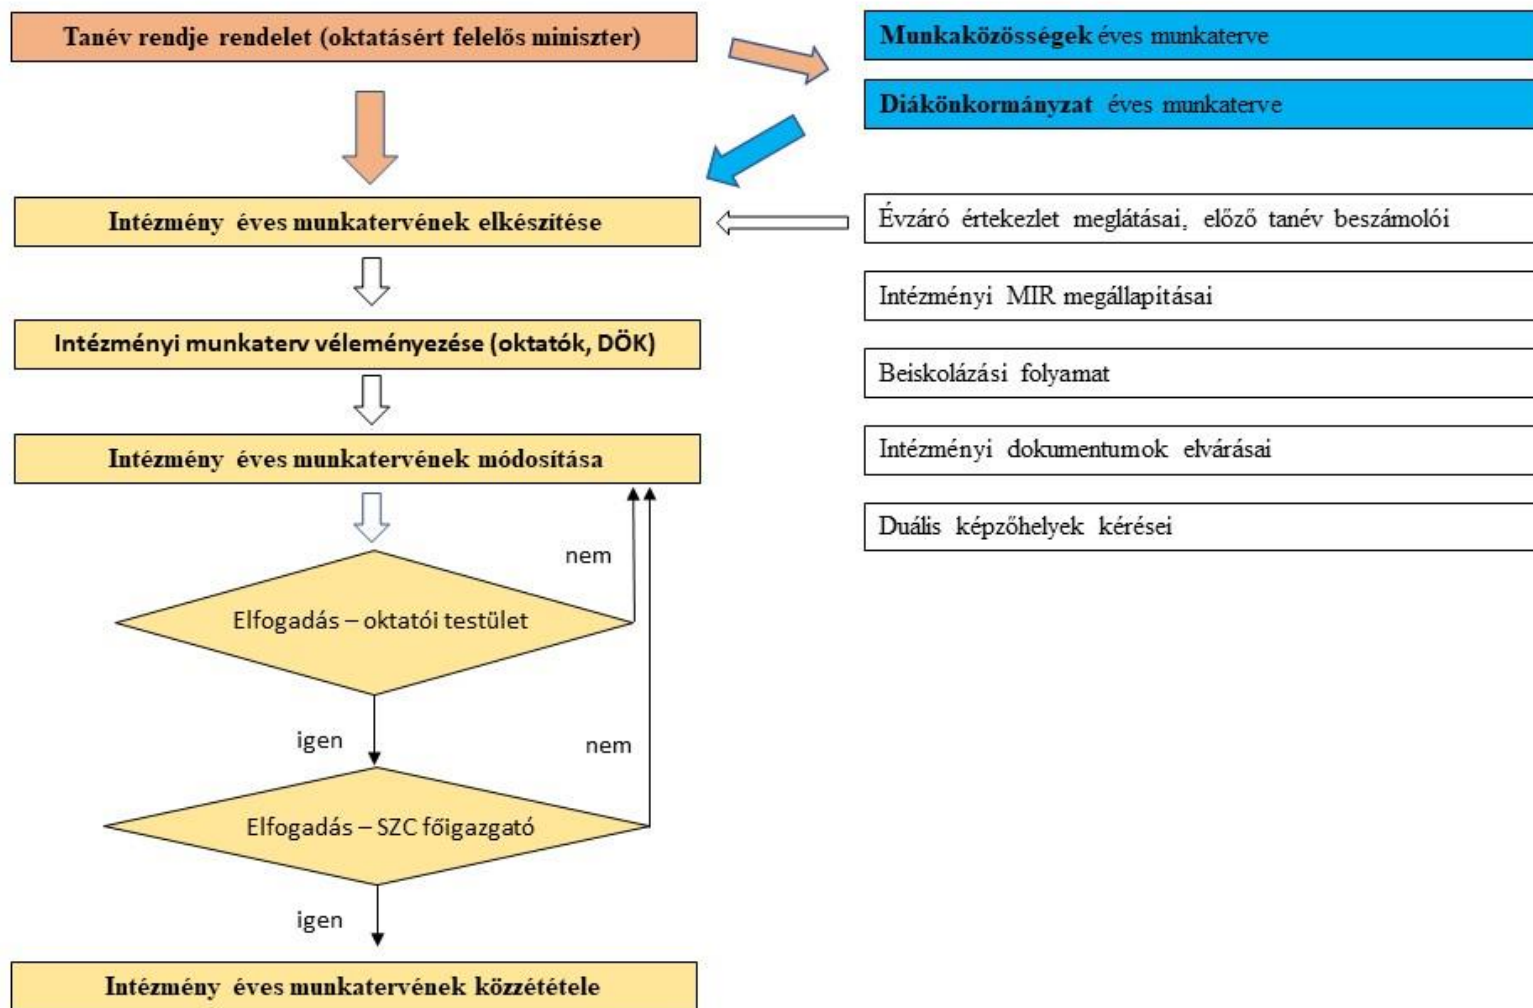 Tanév rendje rendelet (oktatásért felelős miniszter)
Munkaközösségek éves munkaterve
Diákönkormányzat éves munkaterve
Intézmény éves munkatervének elkészítése
Évzáró értekezlet meglátásai, előző tanév beszámolói
Intézményi MIR megállapításai
Intézményi munkaterv véleményezése (oktatók, DÖK)
Beiskolázási folyamat
Intézmény éves munkatervének módosítása
Intézményi dokumentumok elvárásai
Duális képzőhelyek kérései
nem
Elfogadás – oktatói testület
igen
nem
Elfogadás – SZC főigazgató
igen
Intézmény éves munkatervének közzététele